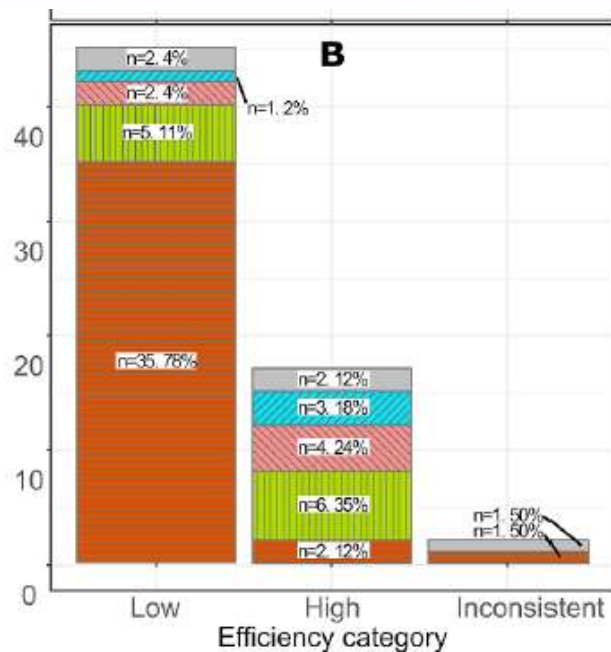 B
n=2. 4%
n=1. 2%
n=2. 4%
n=5. 11%
n=35. 78%
n=2. 12%
n=3. 18%
n=4. 24%
n=6. 35%
n=2. 12%
n=1. 50%
n=1. 50%
40
30
20
10
0
Low High Inconsistent
Efficiency category